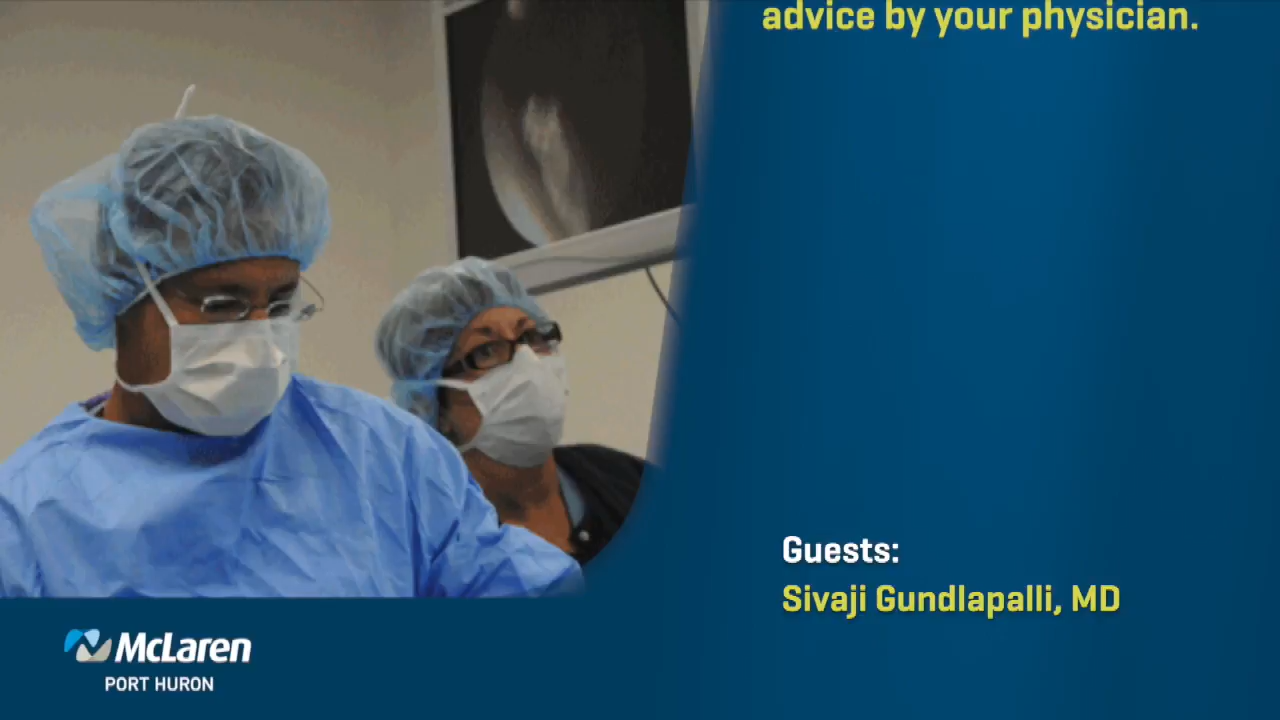 advice by your physician.
Guests:
Sivaji Gundlapalli, MD
McLaren
PORT HURON